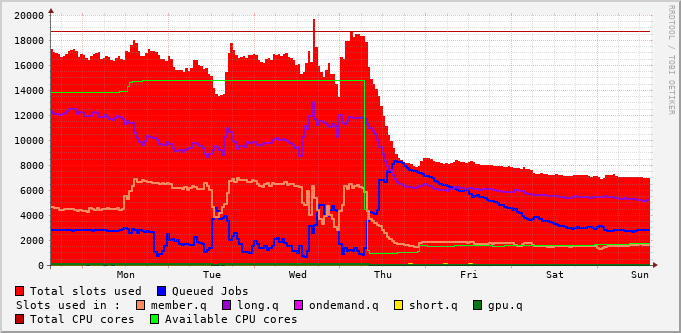 20000
18000
16000
14000
12000
10000
8000
6000
4000
2000
0
Mon Tue Wed Thu Fri Sat Sun
RRDTOOL / TOBI OETIKER
Total slots used Queued Jobs
Slots used in : member.q long.q ondemand.q short.q gpu.q
Total CPU cores Available CPU cores